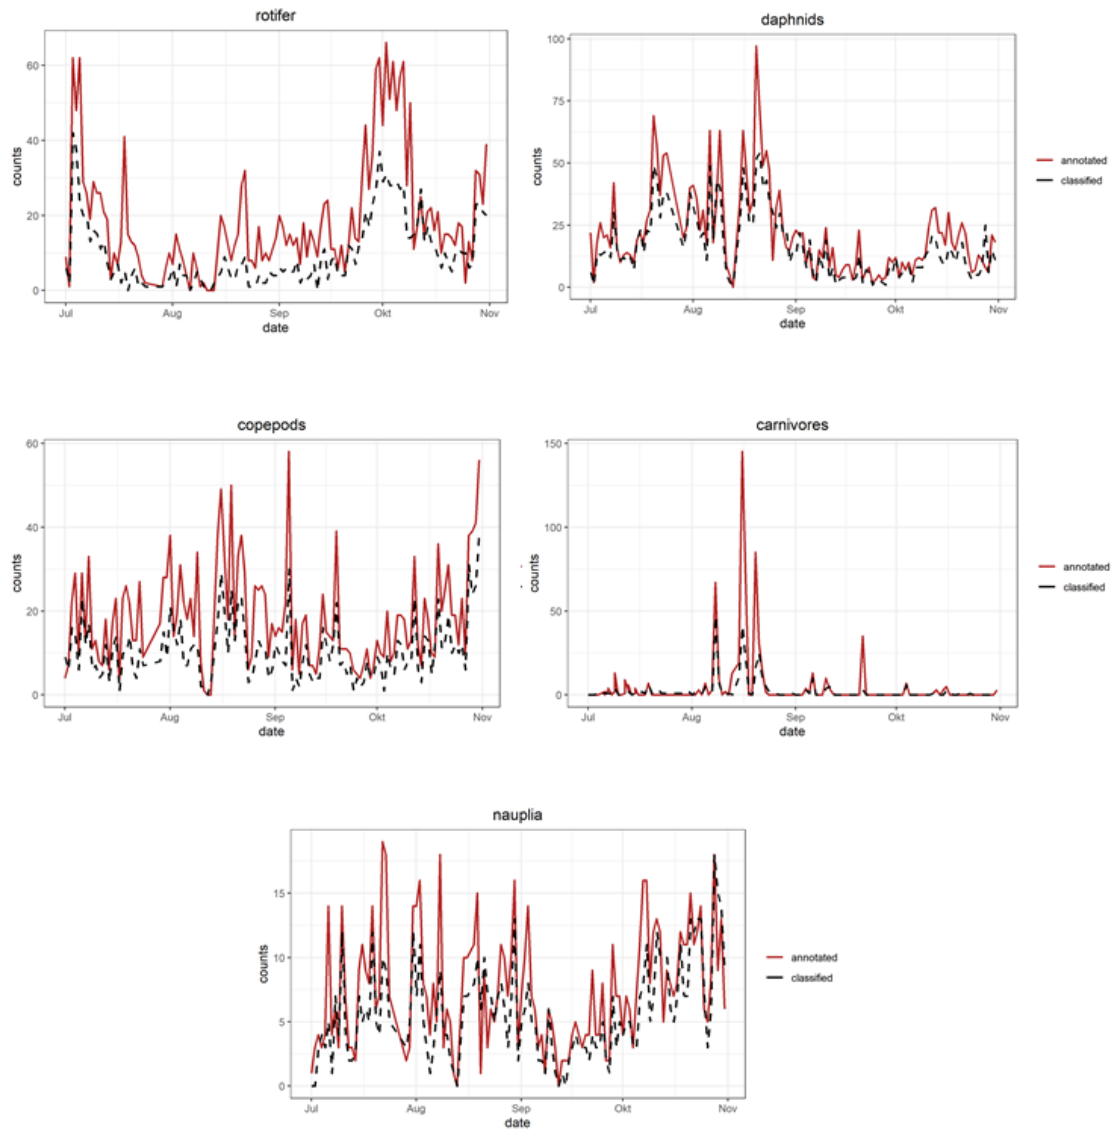 rotifer
60
40
20
0
counts
Jul
Aug
Sep
Okt
Nov
date
daphnids
100
75
50
25
0
counts
Jul
Aug
Sep
Okt
Nov
date
annotated
classified
copepods
60
40
20
0
counts
Jul
Aug
Sep
Okt
Nov
date
carnivores
150
100
50
0
counts
Jul
Aug
Sep
Okt
Nov
date
annotated
classified
nauplia
15
10
5
0
counts
Jul
Aug
Sep
Okt
Nov
date
annotated
classified